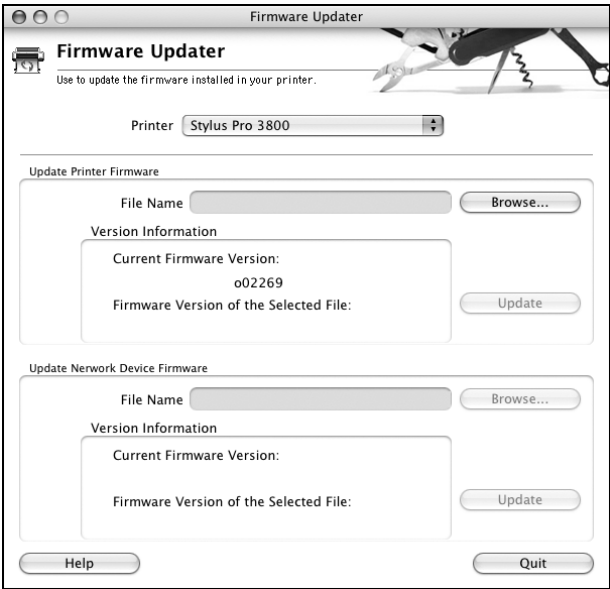 Firmware Updater
Firmware Updater
Use to update the firmware installed in your printer.
Printer Stylus Pro 3800
Update Printer Firmware
File Name Browse...
Version Information
Current Firmware Version:
o02269
Firmware Version of the Selected File:
Update
Update Nerwork Device Firmware
File Name Browse...
Version Information
Current Firmware Version:
Firmware Version of the Selected File:
Update
Help Quit